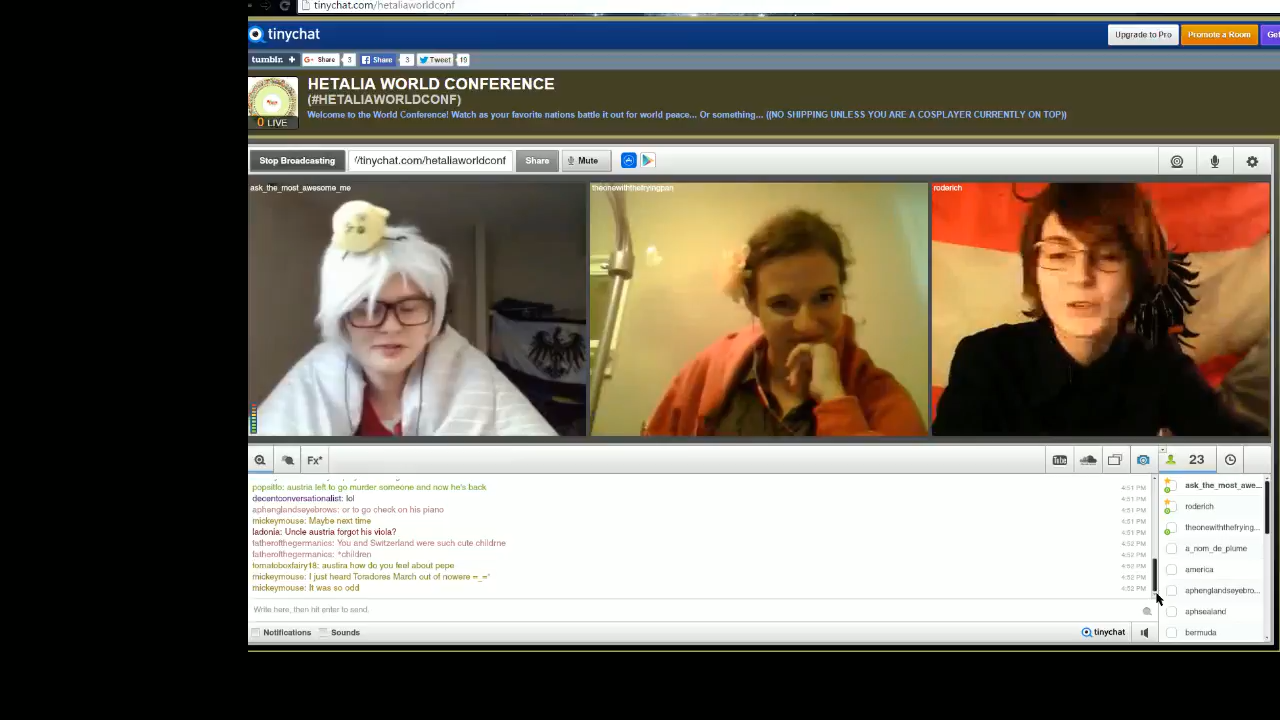 tinychat.com/hetaliaworldconf
tinychat
Upgrade to Pro
Promote a Room
Get
tumblr. +
Share
3
Share
3
Tweet
19
HETALIA WORLD CONFERENCE
(#HETALIAWORLDCONF)
0 LIVE
Welcome to the World Conference! Watch as your favorite nations battle it out for world peace... Or something... ((NO SHIPPING UNLESS YOU ARE A COSPLAYER CURRENTLY ON TOP))
Stop Broadcasting
//tinychat.com/hetaliaworldconf
Share
Mute
ask_the_most_awesome_me
theonewiththefryingpan
roderich
Fx*
You Tube
23
popsitlo: austria left to go murder someone and now he's back
4:51 PM
decentconversationalist: lol
4:51 PM
aphenglandseyebrows: or to go check on his piano
4:51 PM
mickeymouse: Maybe next time
4:51 PM
ladonia: Uncle austria forgot his viola?
4:51 PM
fatherofthegermanics: You and Switzerland were such cute childrne
4:52 PM
fatherofthegermanics: *children
4:52 PM
tomatoboxfairy18: austira how do you feel about pepe
4:52 PM
mickeymouse: I just heard Toradores March out of nowere =_="
4:52 PM
mickeymouse: It was so odd
4:52 PM
ask_the_most_awe...
roderich
theonewiththefrying...
a_nom_de_plume
america
aphenglandseyebro...
aphsealand
bermuda
Write here, then hit enter to send.
Notifications
Sounds
tinychat